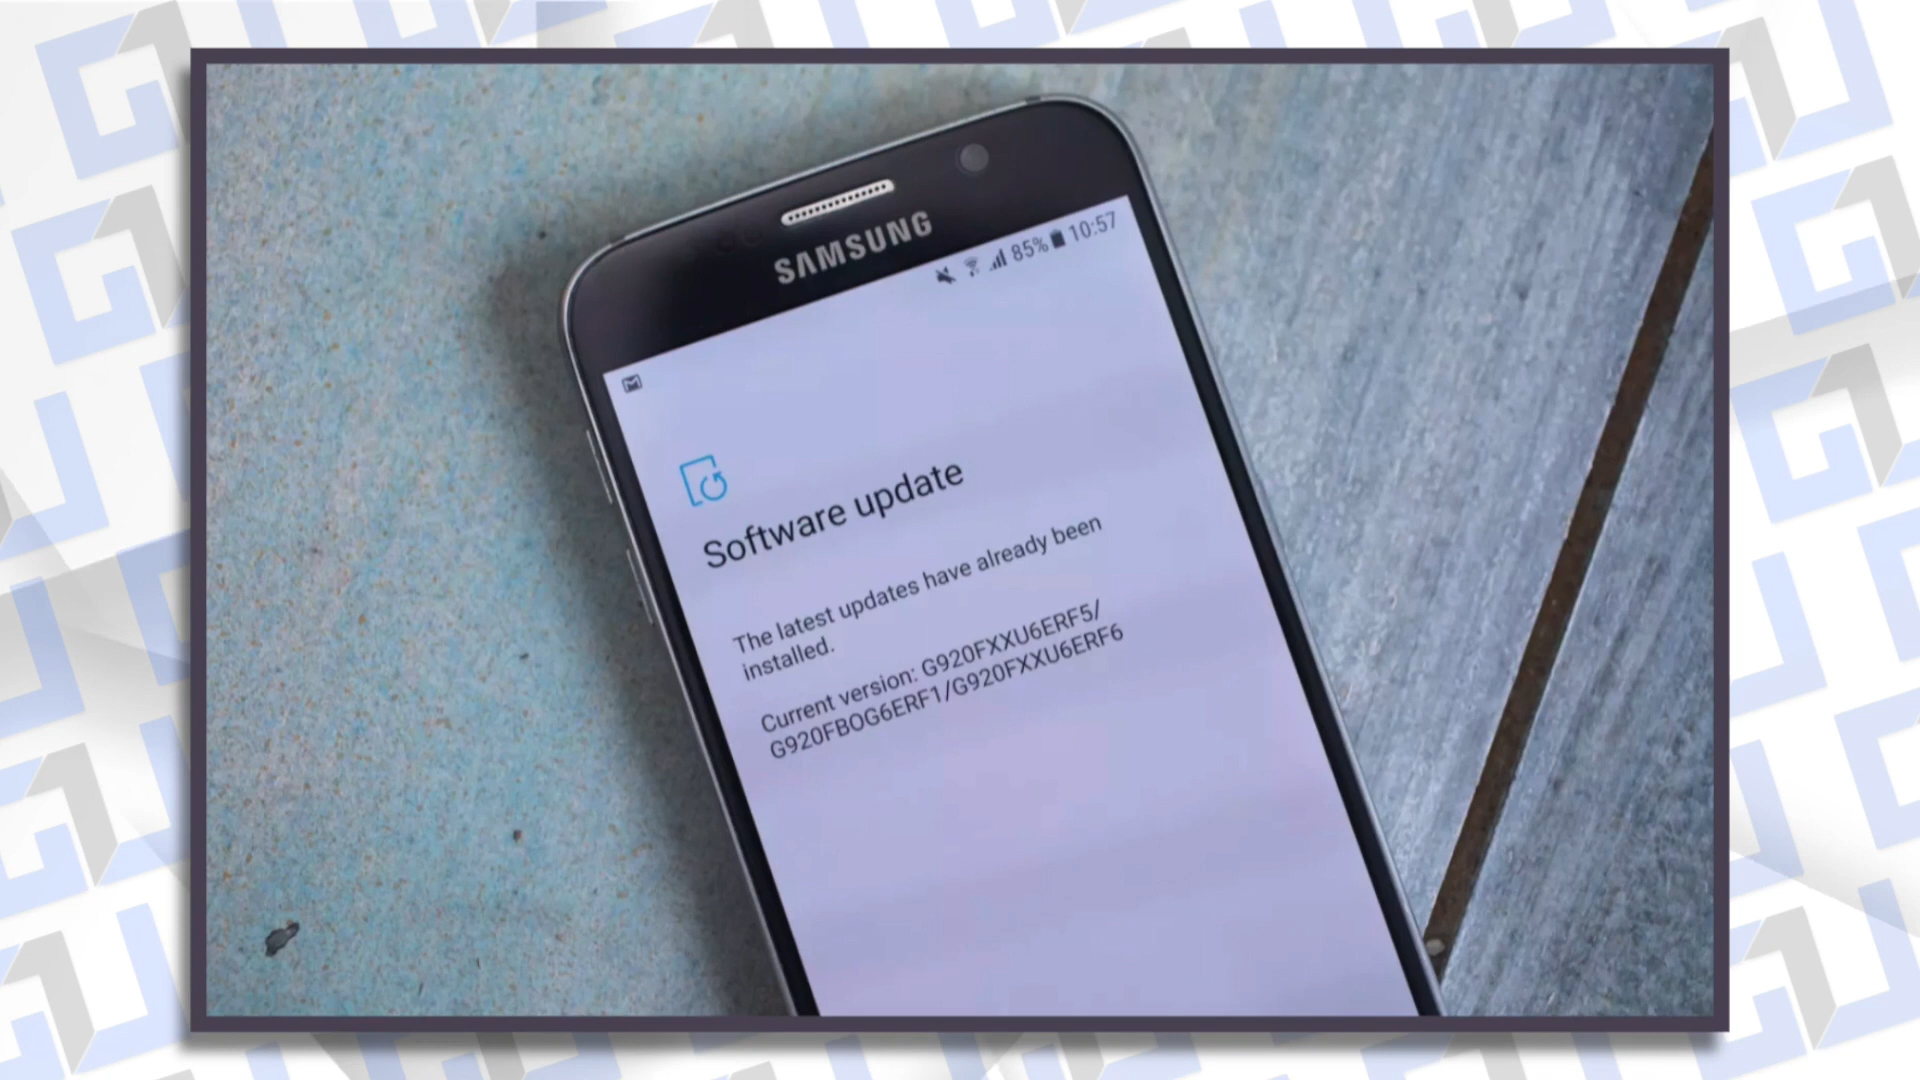 SAMSUNG
85% 10:57
Software update
The latest updates have already been
installed.
Current version: G920FXXU6ERF5/
G920FBOG6ERF1/G920FXXU6ERF6